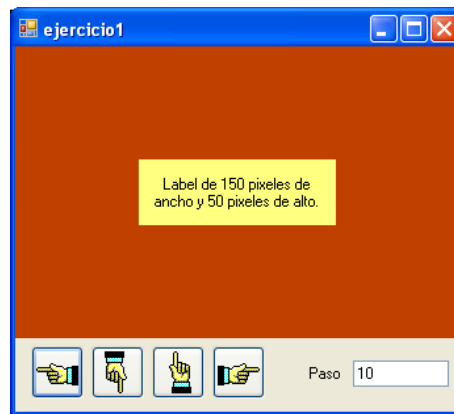 ejercicio1
Label de 150 pixeles de
ancho y 50 pixeles de alto.
Paso 10